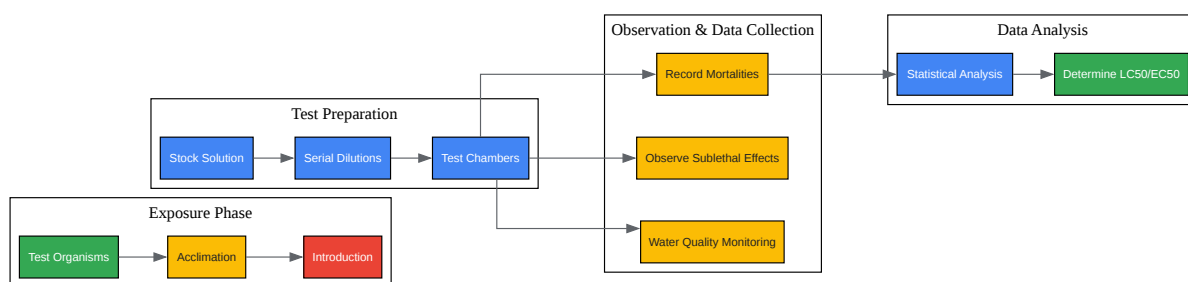 Observation & Data Collection
Record Mortalities
Observe Sublethal Effects
Water Quality Monitoring
Data Analysis
Statistical Analysis
Determine LC50/EC50
Test Preparation
Stock Solution
Serial Dilutions
Test Chambers
Exposure Phase
Test Organisms
Acclimation
Introduction